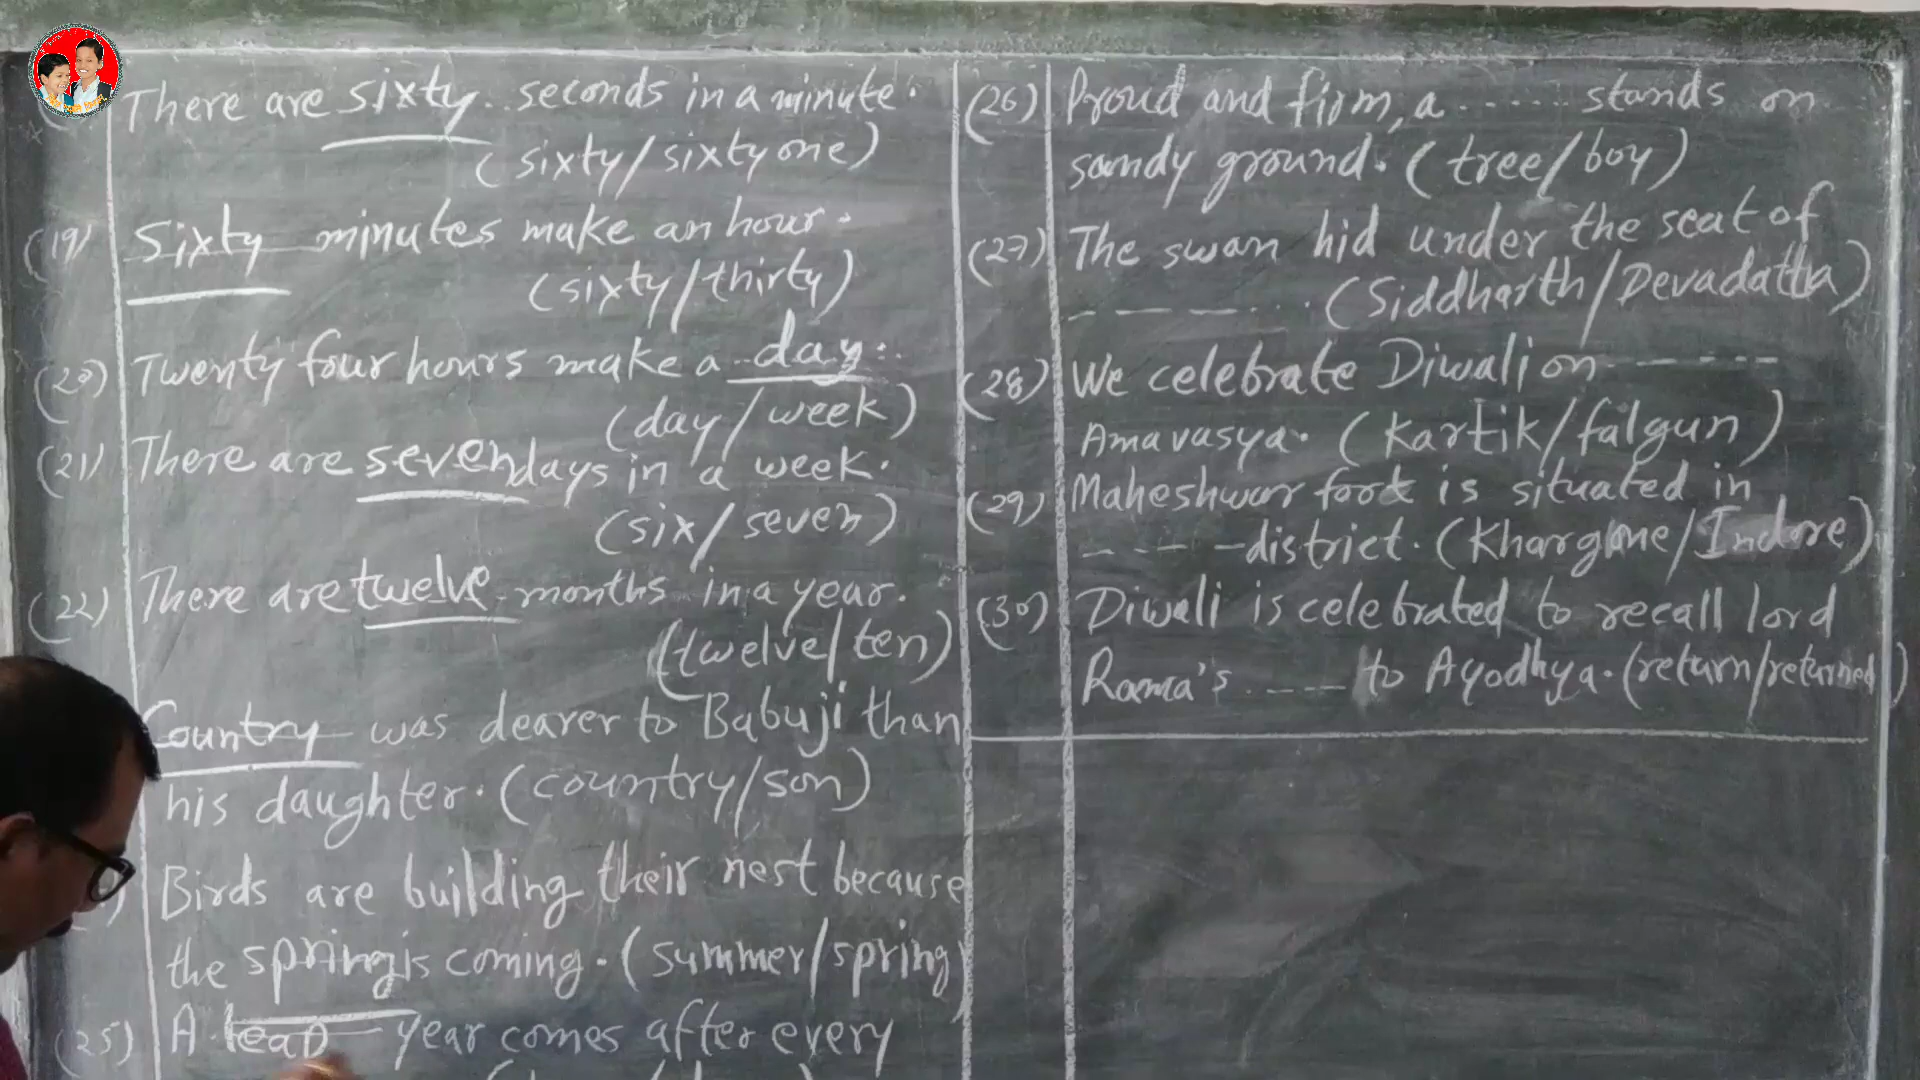 There are sixty seconds in a minute.
(sixty/sixty one)
(19) Sixty minutes make an hour.
(sixty/thirty)
(20) Twenty four hours make a day.
(day/week)
(21) There are seven days in a week.
(six/seven)
(22) There are twelve months in a year.
(twelve/ten)
Country was dearer to Babuji than
his daughter. (country/son)
Birds are building their nest because
the spring is coming. (summer/spring)
(25) A leap year comes after every
(26) Proud and firm, a ...... stands on
sandy ground. (tree/boy)
(27) The swan hid under the seat of
-------... (Siddharth/Devadatta)
(28) We celebrate Diwali on ------
Amavasya. (Kartik/falgun)
(29) Maheshwar fort is situated in
----- district. (Khargone/Indore)
(30) Diwali is celebrated to recall lord
Rama's ..--- to Ayodhya. (return/returned)